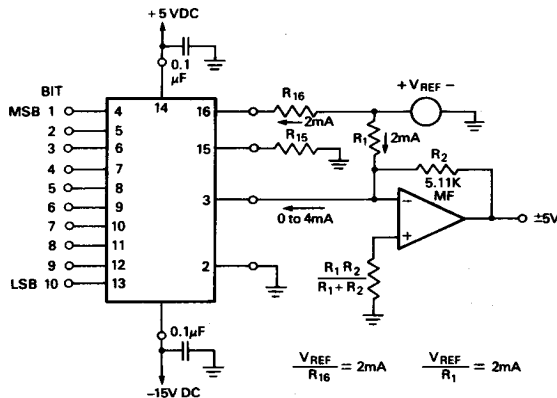 +5 VDC
0.1
μF
BIT
14
MSB 1 4
2 5
3 6
4 7
5 8
6 9
7 10
8 11
9 12
LSB 10 13
16
15
3
2
R16
2mA
R15
+VREF-
R1
2mA
R2
5.11K
MF
0 to 4mA
-
+
±5V
R1 R2
R1 + R2
0.1μF
-15V DC
VREF
R16
= 2mA
VREF
R1
= 2mA